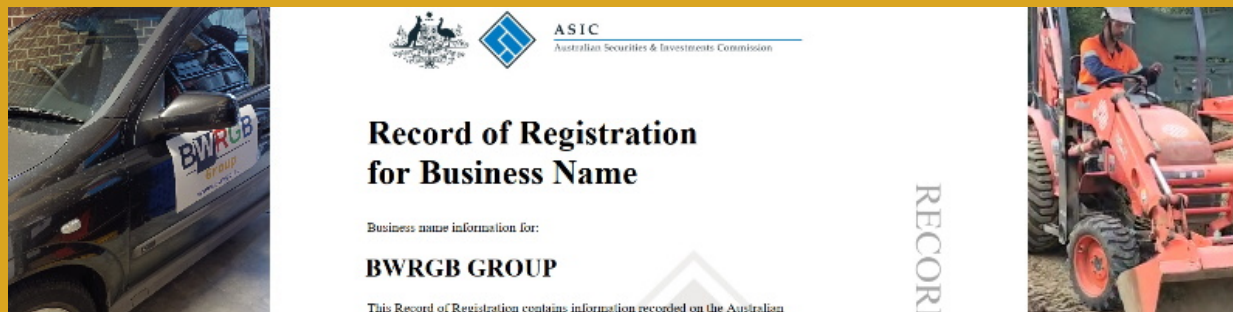 BWRGB
Group
ASIC
Australian Securities & Investments Commission
Record of Registration
for Business Name
Business name information for:
BWRGB GROUP
This Record of Registration contains information recorded on the Australian
RECOR